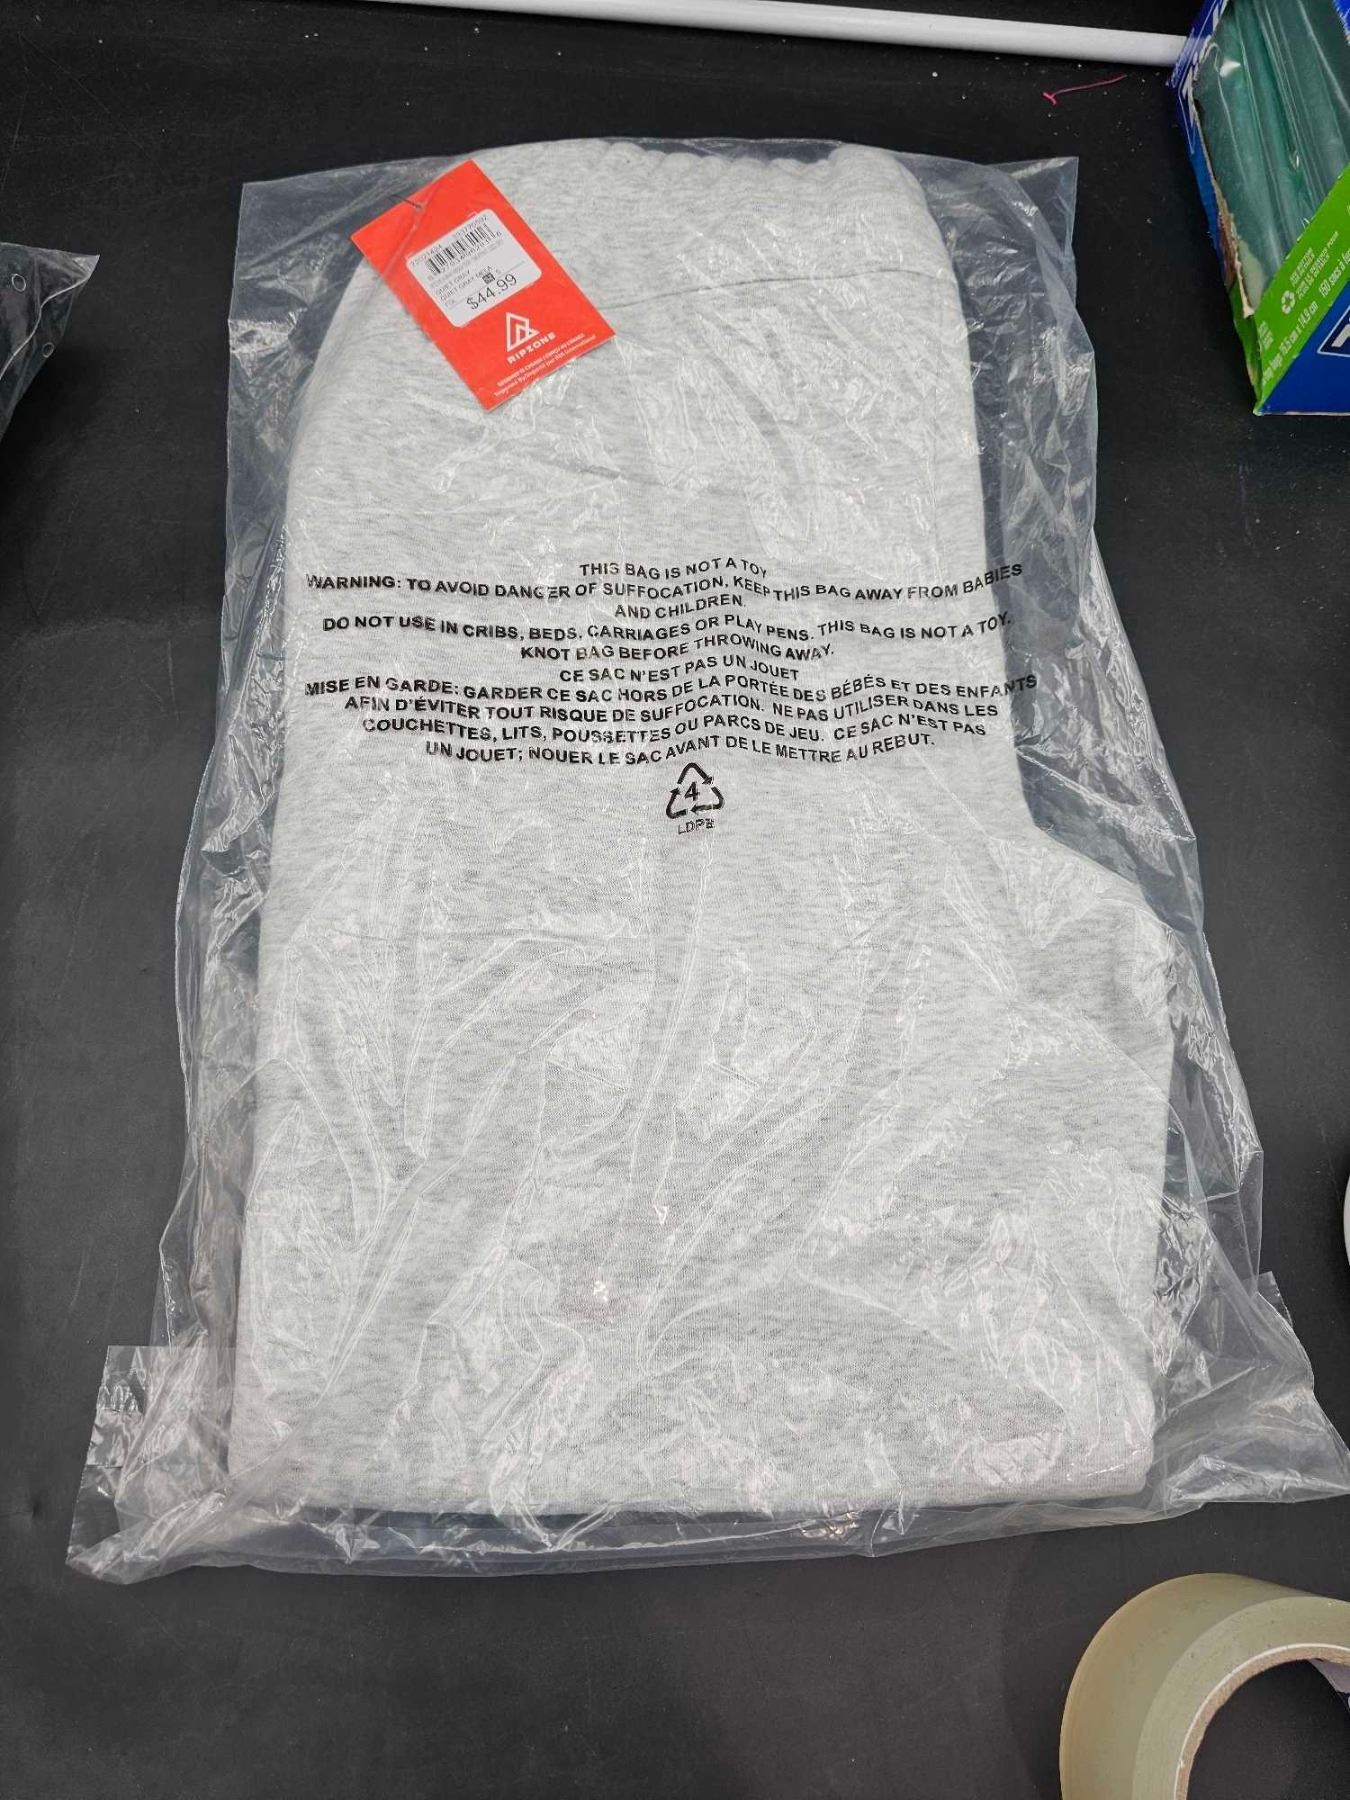 QUIET GRAY
QUIET GRAY MELA
$44.99
RIPZONE
THIS BAG IS NOT A TOY
WARNING: TO AVOID DANGER OF SUFFOCATION, KEEP THIS BAG AWAY FROM BABIES
AND CHILDREN.
DO NOT USE IN CRIBS, BEDS, CARRIAGES OR PLAY PENS. THIS BAG IS NOT A TOY.
KNOT BAG BEFORE THROWING AWAY.
CE SAC N'EST PAS UN JOUET
MISE EN GARDE: GARDER CE SAC HORS DE LA PORTÉE DES BÉBÉS ET DES ENFANTS
AFIN D'ÉVITER TOUT RISQUE DE SUFFOCATION. NE PAS UTILISER DANS LES
COUCHETTES, LITS, POUSSETTES OU PARCS DE JEU. CE SAC N'EST PAS
UN JOUET; NOUER LE SAC AVANT DE LE METTRE AU REBUT.
4
LDPE